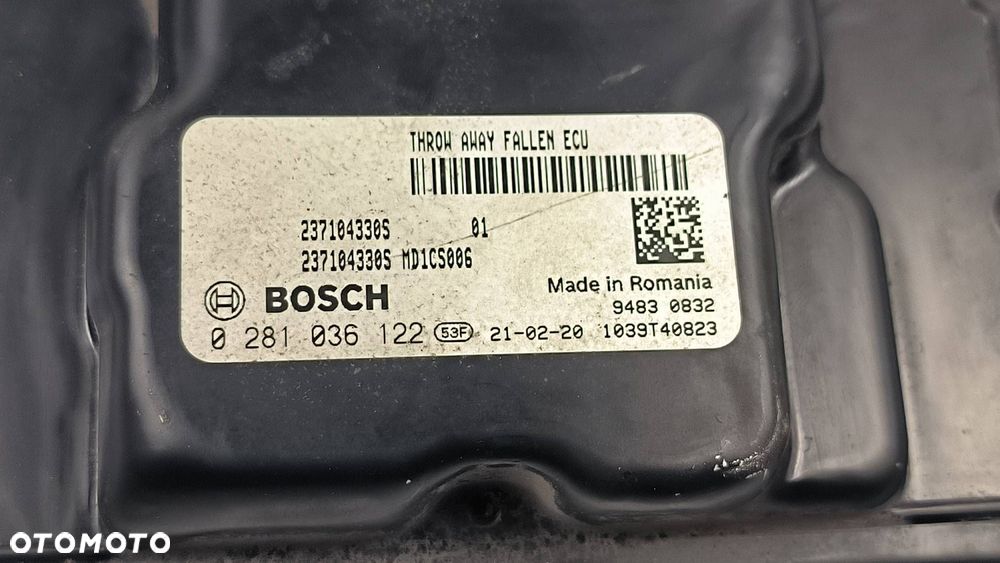 THROW AWAY FALLEN ECU
237104330S 01
237104330S MD1CS006
Made in Romania
BOSCH
9483 0832
0 281 036 122 53F 21-02-20 1039T40823
OTOMOTO